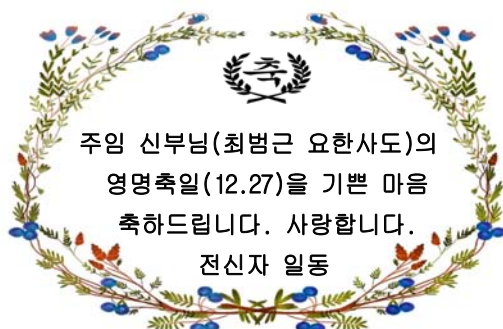 축
주임 신부님(최범근 요한사도)의
영명축일(12.27)을 기쁜 마음
축하드립니다. 사랑합니다.
전신자 일동